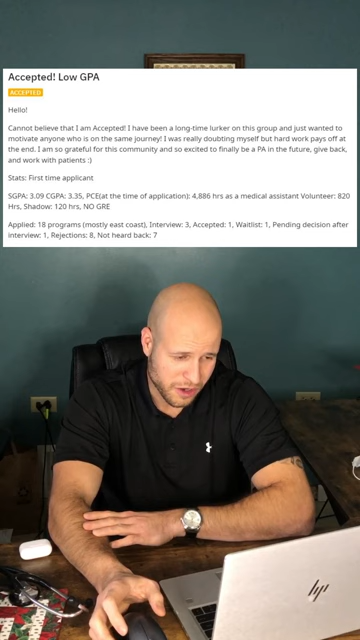 Accepted! Low GPA
ACCEPTED
Hello!
Cannot believe that I am Accepted! I have been a long-time lurker on this group and just wanted to
motivate anyone who is on the same journey! I was really doubting myself but hard work pays off at
the end. I am so grateful for this community and so excited to finally be a PA in the future, give back,
and work with patients :)
Stats: First time applicant
SGPA: 3.09 CGPA: 3.35, PCE(at the time of application): 4,886 hrs as a medical assistant Volunteer: 820
Hrs, Shadow: 120 hrs, NO GRE
Applied: 18 programs (mostly east coast), Interview: 3, Accepted: 1, Waitlist: 1, Pending decision after
interview: 1, Rejections: 8, Not heard back: 7
hp